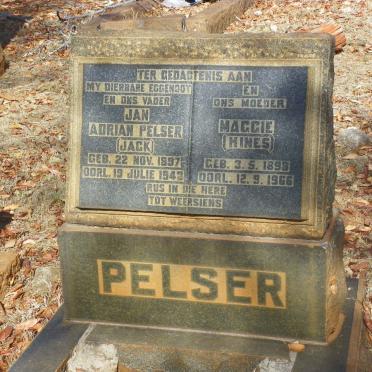 TER GEDAGTENIS AAN
MY DIERBARE EGGENOOT
EN ONS VADER
JAN
ADRIAN PELSER
(JACK)
GEB. 22 NOV. 1897
OORL. 19 JULIE 1943
EN
ONS MOEDER
MAGGIE
(HINES)
GEB. 3. 5. 1899
OORL. 12. 9. 1966
RUS IN DIE HERE
TOT WEERSIENS
PELSER